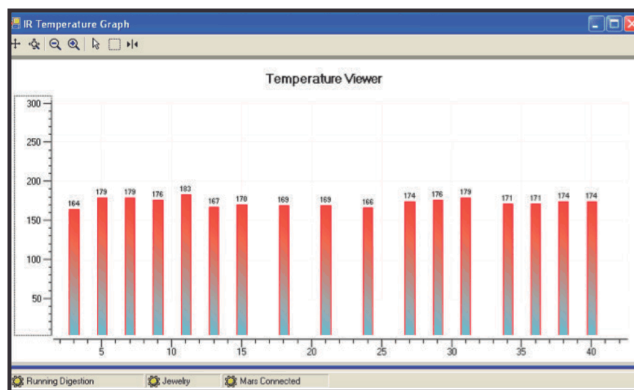 IR Temperature Graph
Temperature Viewer
300
250
200
150
100
50
164 179 179 176 183 167 170 169 169 166 174 176 179 171 171 174 174
5 10 15 20 25 30 35 40
Running Digestion Jewelry Mars Connected